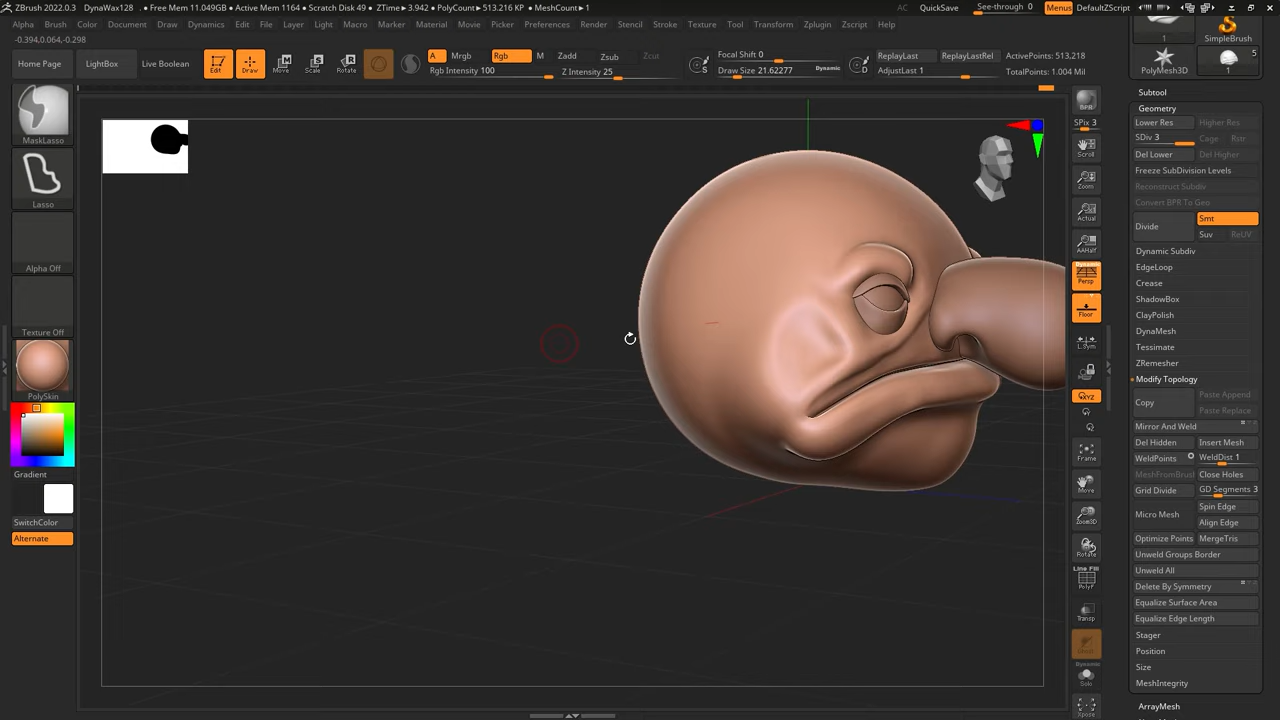 ZBrush 2022.0.3 DynaWax128 . ● Free Mem 11.049GB ● Active Mem 1164 ● Scratch Disk 49 ● ZTime►3.942 ● PolyCount►513.216 KP ● MeshCount►1 AC QuickSave See-through 0 Menus DefaultZScript
Alpha Brush Color Document Draw Dynamics Edit File Layer Light Macro Marker Material Movie Picker Preferences Render Stencil Stroke Texture Tool Transform Zplugin Zscript Help
-0.394,0.064,-0.298
Home Page LightBox Live Boolean
Edit Draw Move Scale Rotate
A Mrgb Rgb M Zadd Zsub Zcut
Rgb Intensity 100 Z Intensity 25
Focal Shift 0
Draw Size 21.62277 Dynamic
S D
ReplayLast ReplayLastRel
AdjustLast 1
ActivePoints: 513,218
TotalPoints: 1.004 Mil
MaskLasso
Lasso
Alpha Off
Texture Off
PolySkin
Gradient
SwitchColor
Alternate
BPR
SPix 3
Scroll
Zoom
Actual
AAHalf
Dynamic
Persp
Floor
L.Sym
XYZ
Frame
Move
Zoom3D
Rotate
Line Fill
PolyF
Transp
Dynamic
Solo
Xpose
1 SimpleBrush
5
PolyMesh3D 1
Subtool
Geometry
Lower Res Higher Res
SDiv 3 Cage Rstr
Del Lower Del Higher
Freeze SubDivision Levels
Reconstruct Subdiv
Convert BPR To Geo
Divide Smt
Suv ReUV
Dynamic Subdiv
EdgeLoop
Crease
ShadowBox
ClayPolish
DynaMesh
Tessimate
ZRemesher
Modify Topology
Copy Paste Append
Paste Replace
Mirror And Weld
Del Hidden Insert Mesh
WeldPoints WeldDist 1
MeshFromBrush Close Holes
Grid Divide GD Segments 3
Micro Mesh Spin Edge
Align Edge
Optimize Points MergeTris
Unweld Groups Border
Unweld All
Delete By Symmetry
Equalize Surface Area
Equalize Edge Length
Stager
Position
Size
MeshIntegrity
ArrayMesh